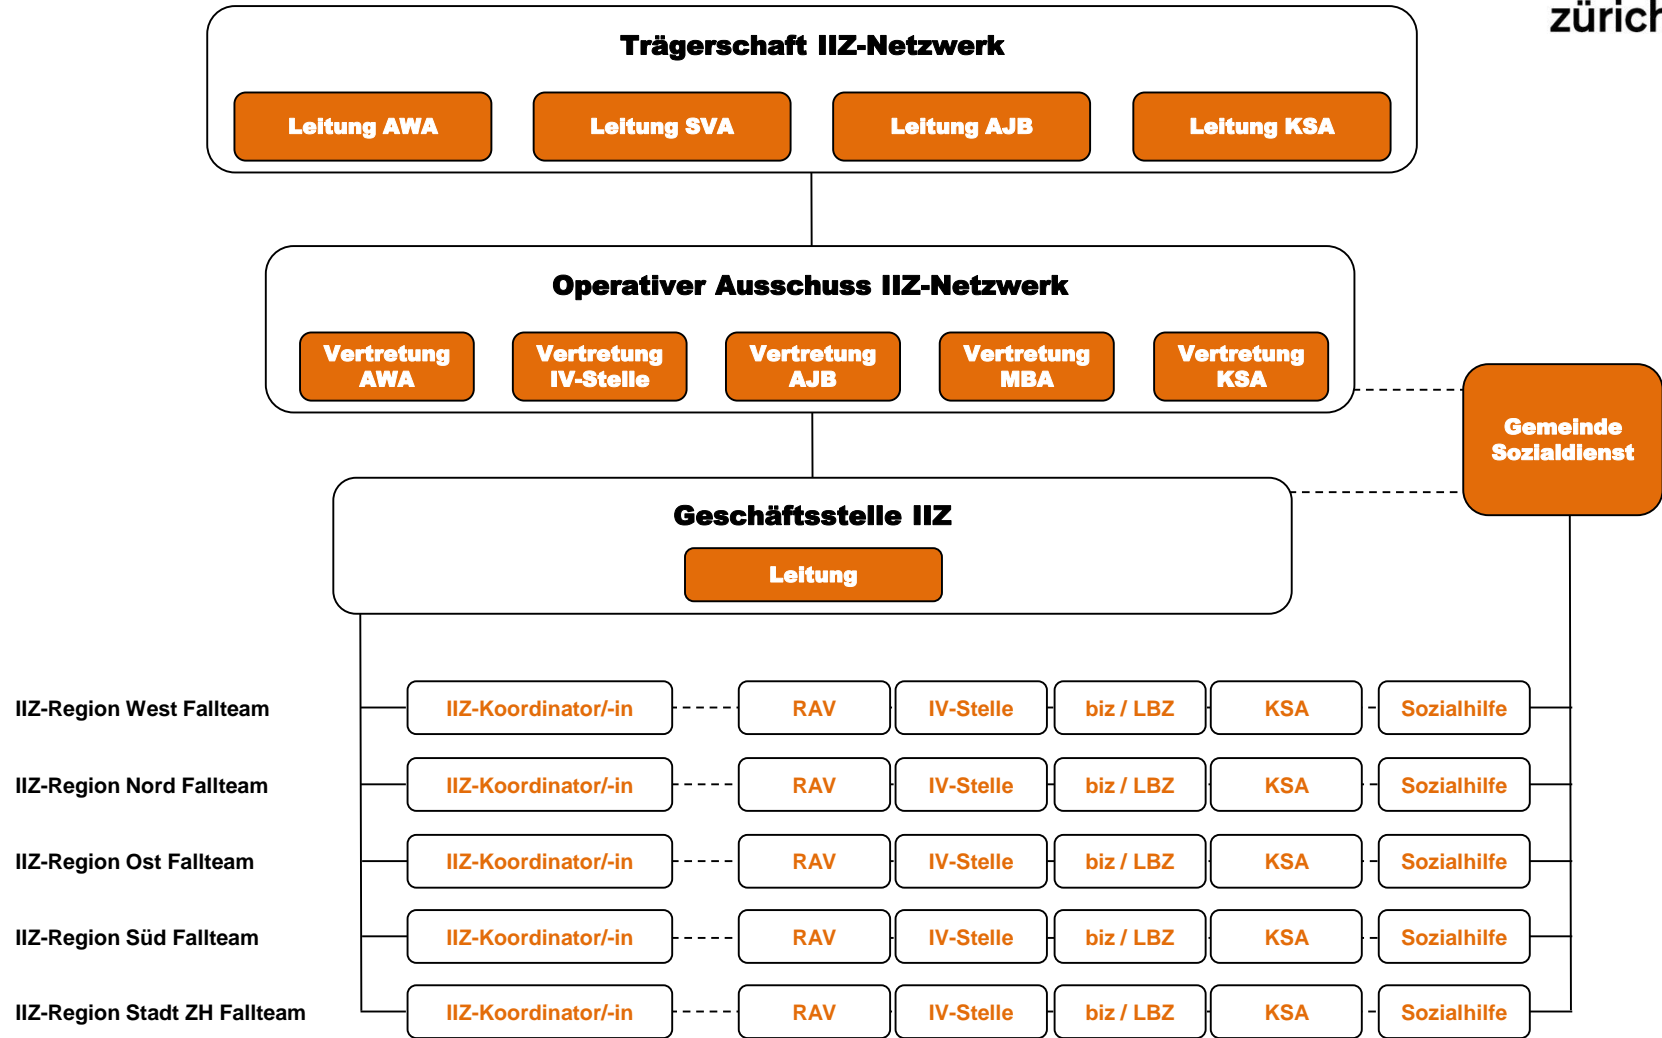 zürich
Trägerschaft IIZ-Netzwerk
Leitung AWA
Leitung SVA
Leitung AJB
Leitung KSA
Operativer Ausschuss IIZ-Netzwerk
Vertretung
AWA
Vertretung
IV-Stelle
Vertretung
AJB
Vertretung
MBA
Vertretung
KSA
Gemeinde
Sozialdienst
Geschäftsstelle IIZ
Leitung
IIZ-Region West Fallteam
IIZ-Koordinator/-in
RAV
IV-Stelle
biz / LBZ
KSA
Sozialhilfe
IIZ-Region Nord Fallteam
IIZ-Koordinator/-in
RAV
IV-Stelle
biz / LBZ
KSA
Sozialhilfe
IIZ-Region Ost Fallteam
IIZ-Koordinator/-in
RAV
IV-Stelle
biz / LBZ
KSA
Sozialhilfe
IIZ-Region Süd Fallteam
IIZ-Koordinator/-in
RAV
IV-Stelle
biz / LBZ
KSA
Sozialhilfe
IIZ-Region Stadt ZH Fallteam
IIZ-Koordinator/-in
RAV
IV-Stelle
biz / LBZ
KSA
Sozialhilfe